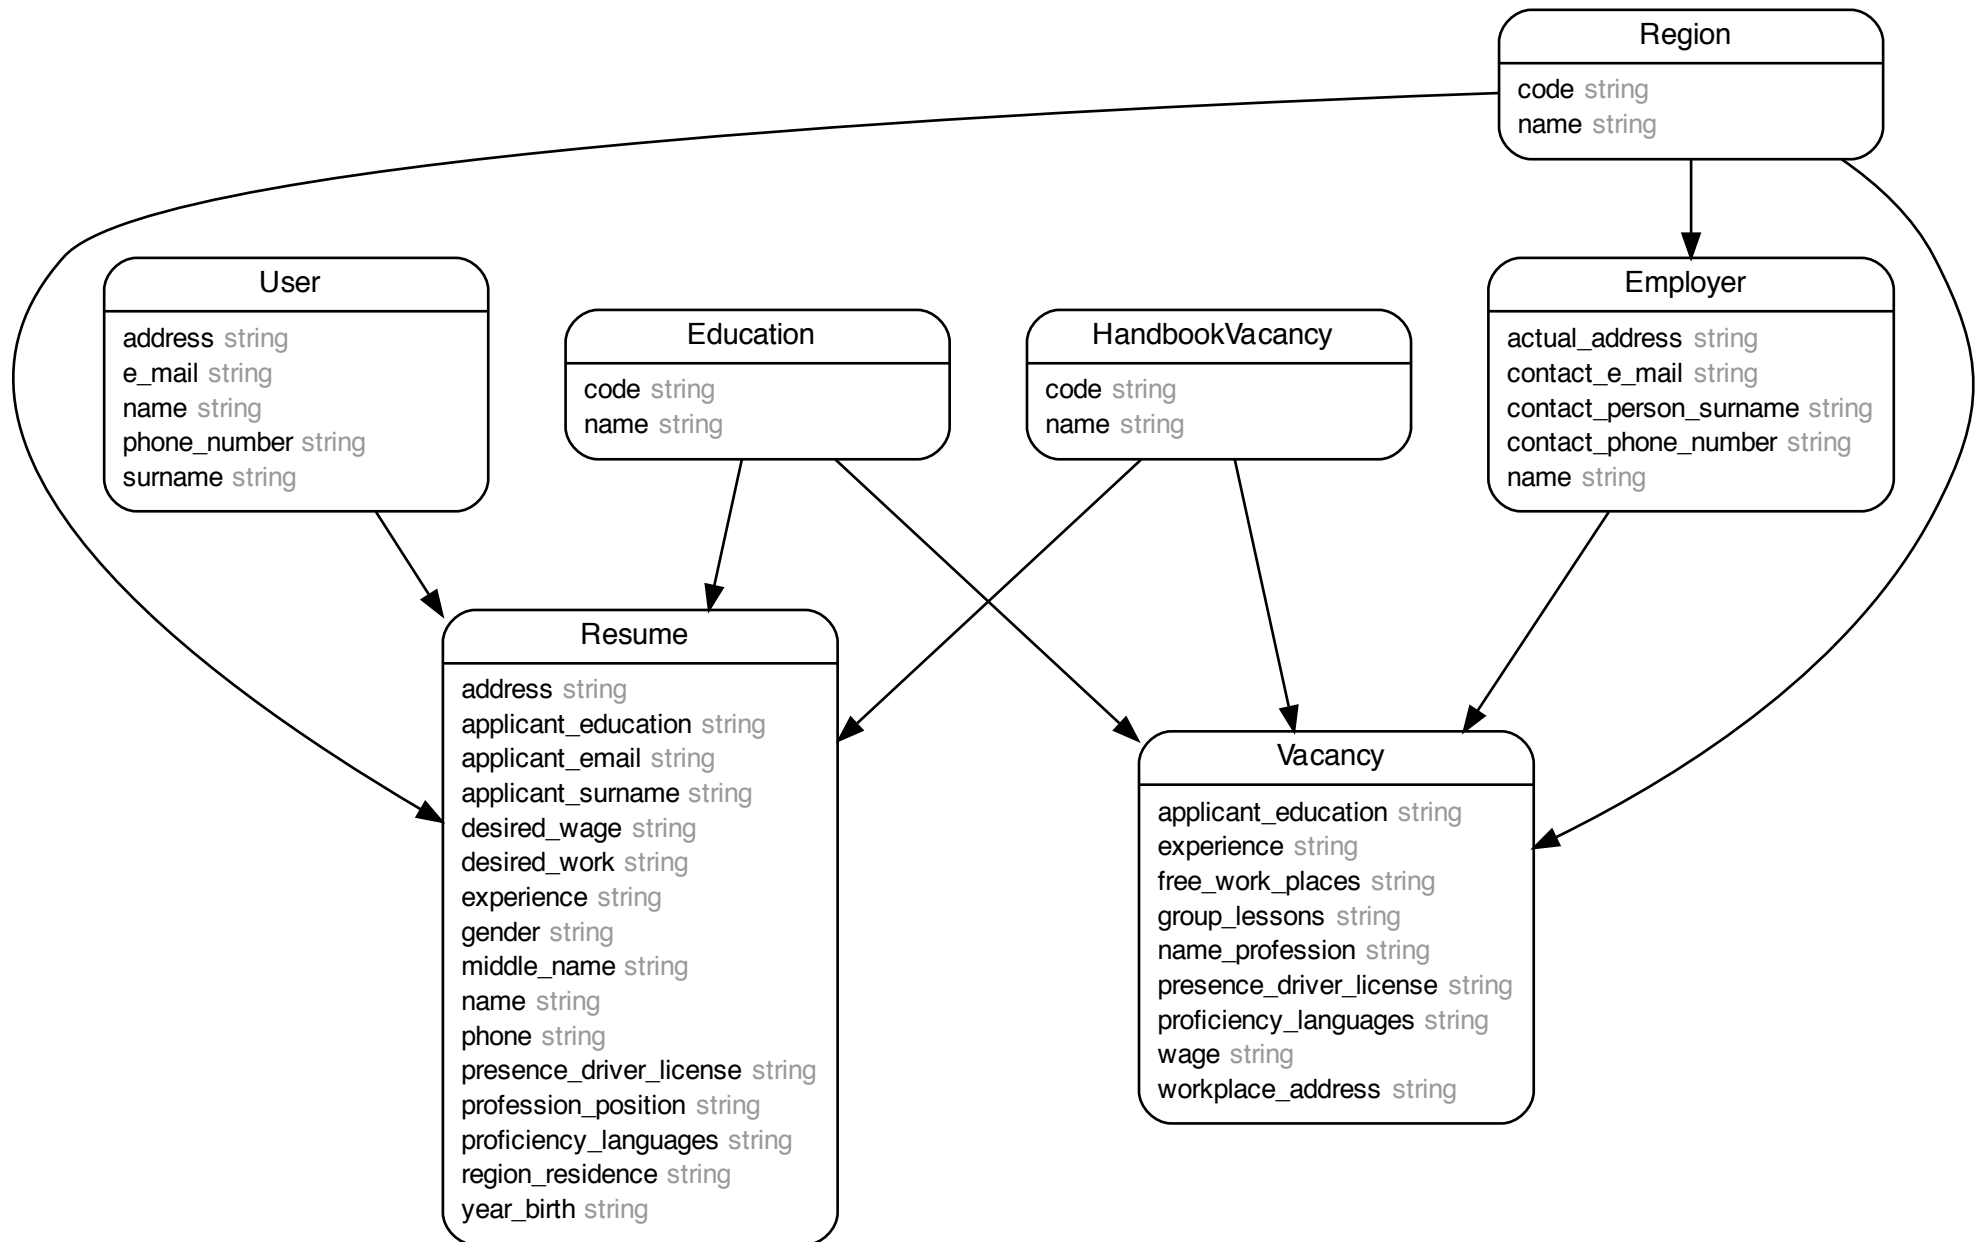 Region
code string
name string
User
address string
e_mail string
name string
phone_number string
surname string
Education
code string
name string
HandbookVacancy
code string
name string
Employer
actual_address string
contact_e_mail string
contact_person_surname string
contact_phone_number string
name string
Resume
address string
applicant_education string
applicant_email string
applicant_surname string
desired_wage string
desired_work string
experience string
gender string
middle_name string
name string
phone string
presence_driver_license string
profession_position string
proficiency_languages string
region_residence string
year_birth string
Vacancy
applicant_education string
experience string
free_work_places string
group_lessons string
name_profession string
presence_driver_license string
proficiency_languages string
wage string
workplace_address string